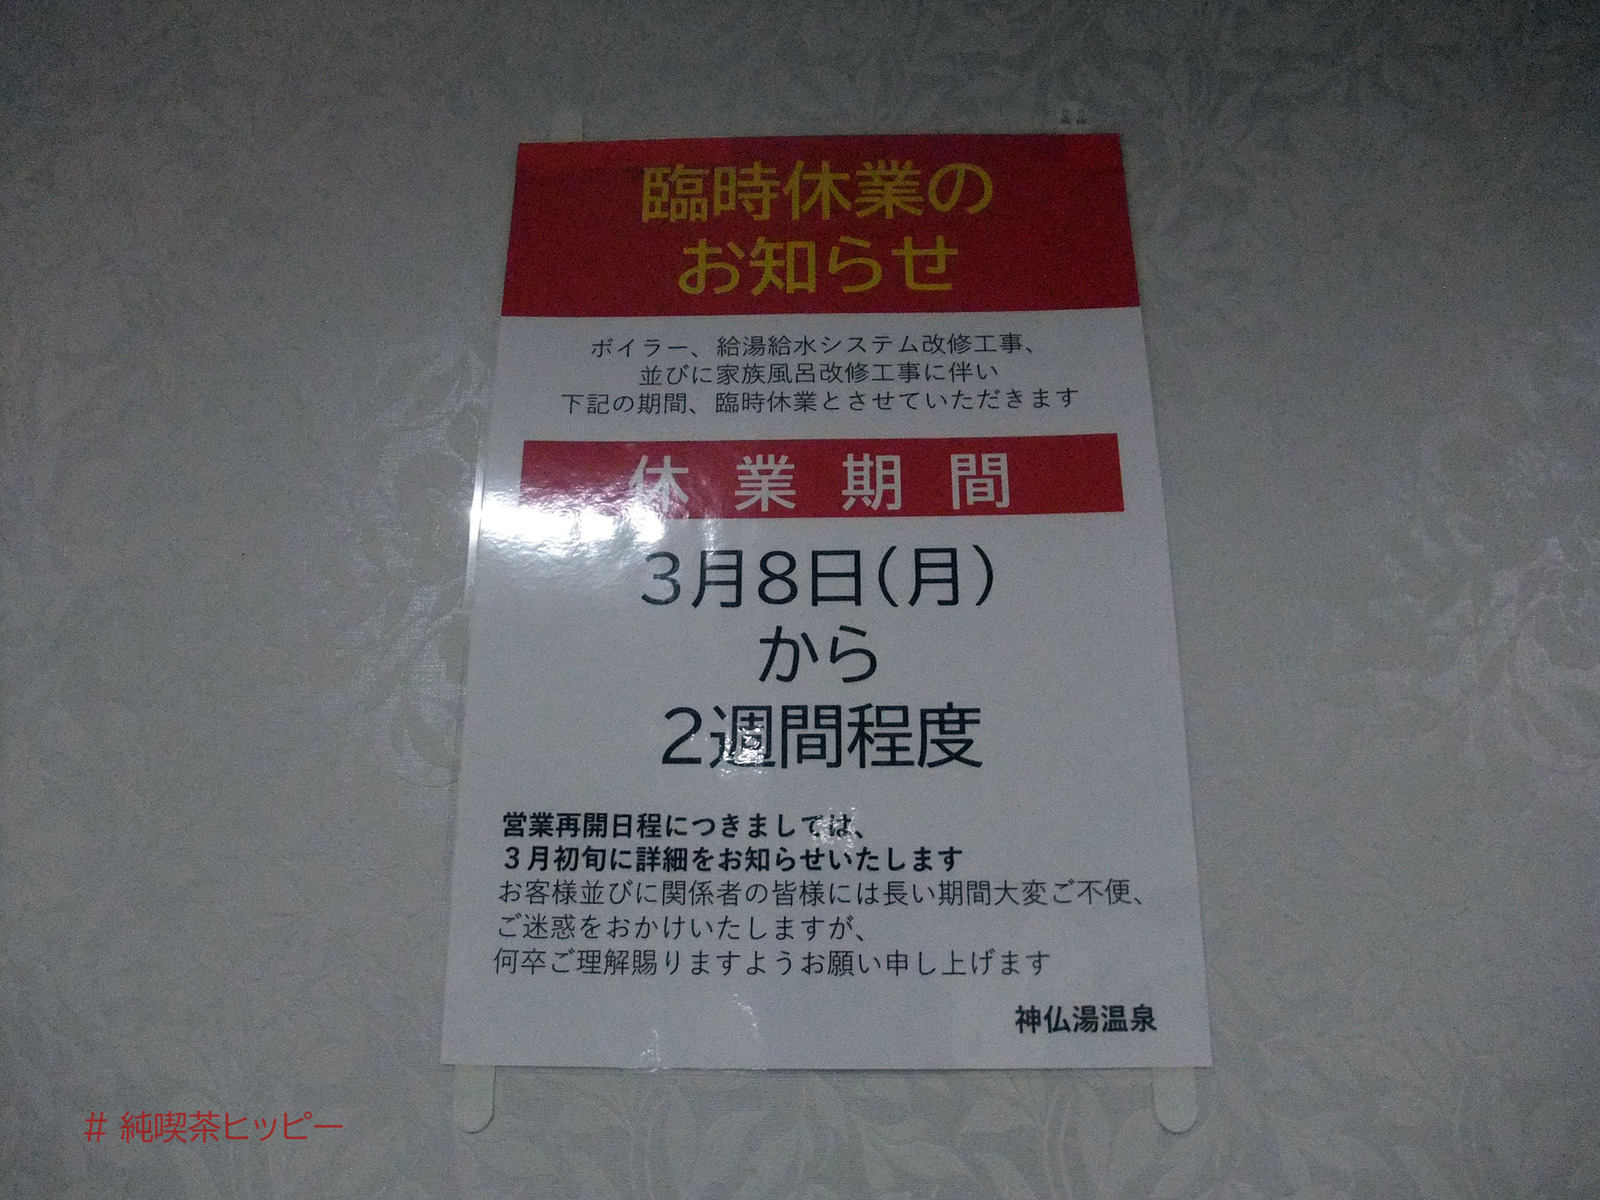 臨時休業の
お知らせ
ボイラー、給湯給水システム改修工事、
並びに家族風呂改修工事に伴い
下記の期間、臨時休業とさせていただきます
休業期間
3月8日(月)
から
2週間程度
営業再開日程につきましては、
3月初旬に詳細をお知らせいたします
お客様並びに関係者の皆様には長い期間大変ご不便、
ご迷惑をおかけいたしますが、
何卒ご理解賜りますようお願い申し上げます
神仏湯温泉
# 純喫茶ヒッピー